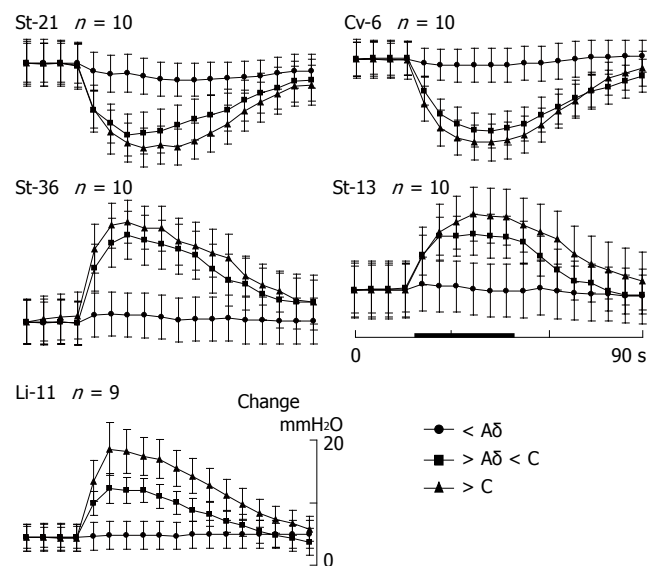 St-21 n = 10
Cv-6 n = 10
St-36 n = 10
St-13 n = 10
0 90 s
Li-11 n = 9
Change
mmH₂O
20
0
< Aδ
> Aδ < C
> C